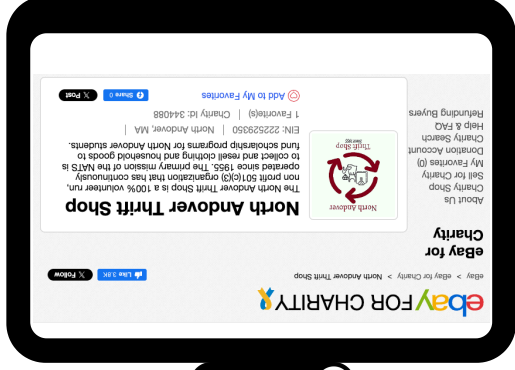 ebay FOR CHARITY
eBay > eBay for Charity > North Andover Thrift Shop
Like 3.8K
X Follow
eBay for
Charity
About Us
Charity Shop
Sell for Charity
My Favorites (0)
Donation Account
Charity Search
Help & FAQ
Refunding Buyers
North Andover
Thrift Shop
North Andover Thrift Shop
The North Andover Thrift Shop is a 100% volunteer run,
non profit 501(c)(3) organization that has continuously
operated since 1955. The primary mission of the NATS is
to collect and resell clothing and household goods to
fund scholarship programs for North Andover students.
EIN: 222529350 | North Andover, MA |
1 Favorite(s) | Charity Id: 344088
Add to My Favorites
Share 0
X Post